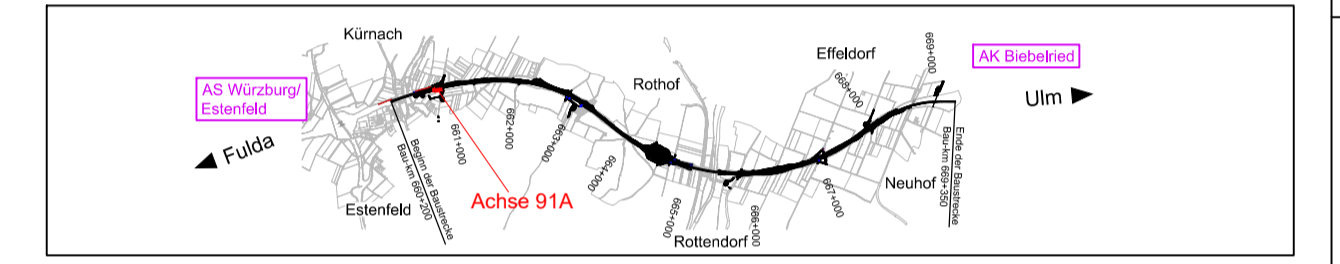 Kürnach
AS Würzburg/
Estenfeld
Fulda
Estenfeld
Beginn der Baustrecke
Bau-km 660+200
661+000
Achse 91A
662+000
663+000
Rothof
664+000
665+000
Rottendorf
666+000
Effeldorf
667+000
668+000
669+000
Neuhof
Ende der Baustrecke
Bau-km 669+350
AK Biebelried
Ulm